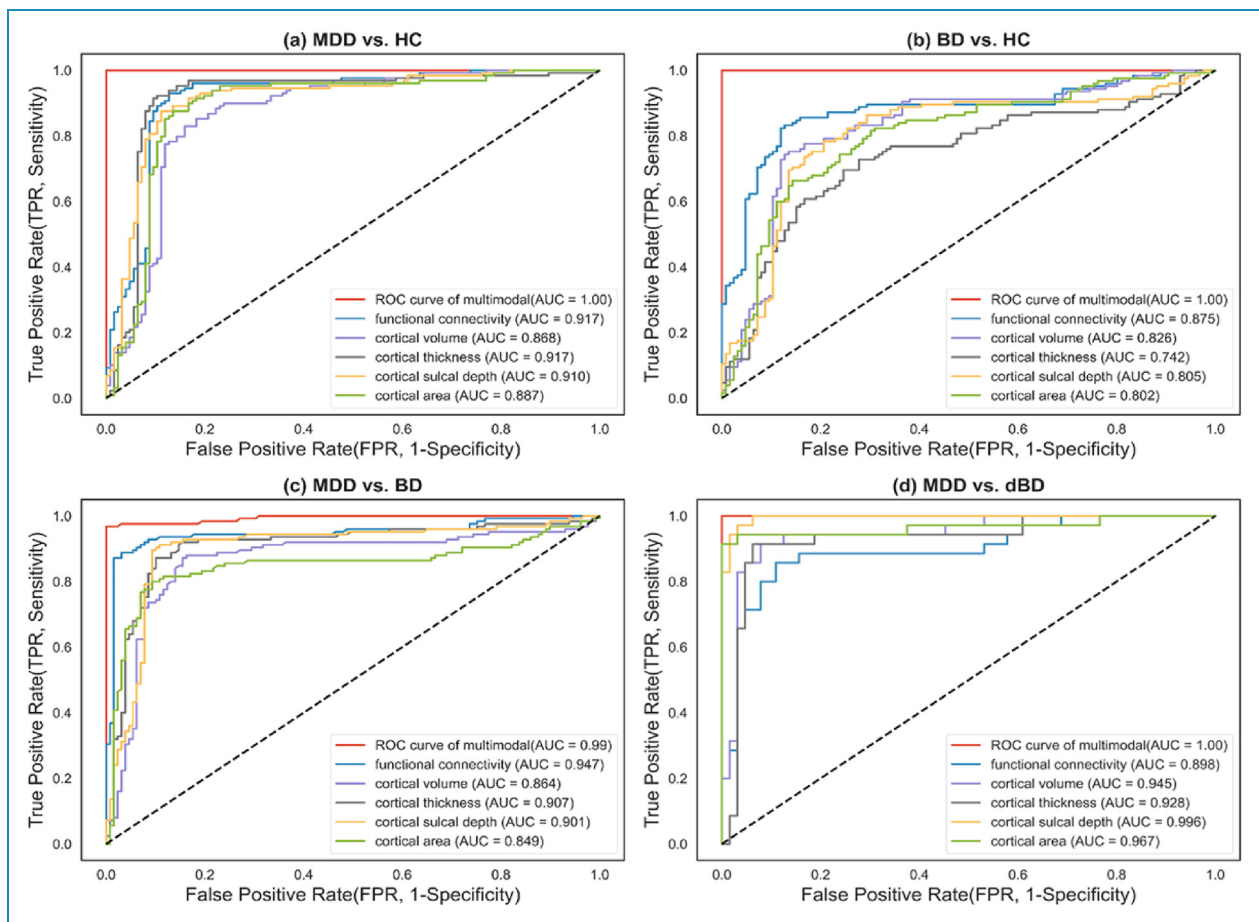 (a) MDD vs. HC
True Positive Rate(TPR, Sensitivity)
1.0
0.8
0.6
0.4
0.2
0.0
ROC curve of multimodal(AUC = 1.00)
functional connectivity (AUC = 0.917)
cortical volume (AUC = 0.868)
cortical thickness (AUC = 0.917)
cortical sulcal depth (AUC = 0.910)
cortical area (AUC = 0.887)
0.0 0.2 0.4 0.6 0.8 1.0
False Positive Rate(FPR, 1-Specificity)
(b) BD vs. HC
True Positive Rate(TPR, Sensitivity)
1.0
0.8
0.6
0.4
0.2
0.0
ROC curve of multimodal(AUC = 1.00)
functional connectivity (AUC = 0.875)
cortical volume (AUC = 0.826)
cortical thickness (AUC = 0.742)
cortical sulcal depth (AUC = 0.805)
cortical area (AUC = 0.802)
0.0 0.2 0.4 0.6 0.8 1.0
False Positive Rate(FPR, 1-Specificity)
(c) MDD vs. BD
True Positive Rate(TPR, Sensitivity)
1.0
0.8
0.6
0.4
0.2
0.0
ROC curve of multimodal(AUC = 0.99)
functional connectivity (AUC = 0.947)
cortical volume (AUC = 0.864)
cortical thickness (AUC = 0.907)
cortical sulcal depth (AUC = 0.901)
cortical area (AUC = 0.849)
0.0 0.2 0.4 0.6 0.8 1.0
False Positive Rate(FPR, 1-Specificity)
(d) MDD vs. dBD
True Positive Rate(TPR, Sensitivity)
1.0
0.8
0.6
0.4
0.2
0.0
ROC curve of multimodal(AUC = 1.00)
functional connectivity (AUC = 0.898)
cortical volume (AUC = 0.945)
cortical thickness (AUC = 0.928)
cortical sulcal depth (AUC = 0.996)
cortical area (AUC = 0.967)
0.0 0.2 0.4 0.6 0.8 1.0
False Positive Rate(FPR, 1-Specificity)